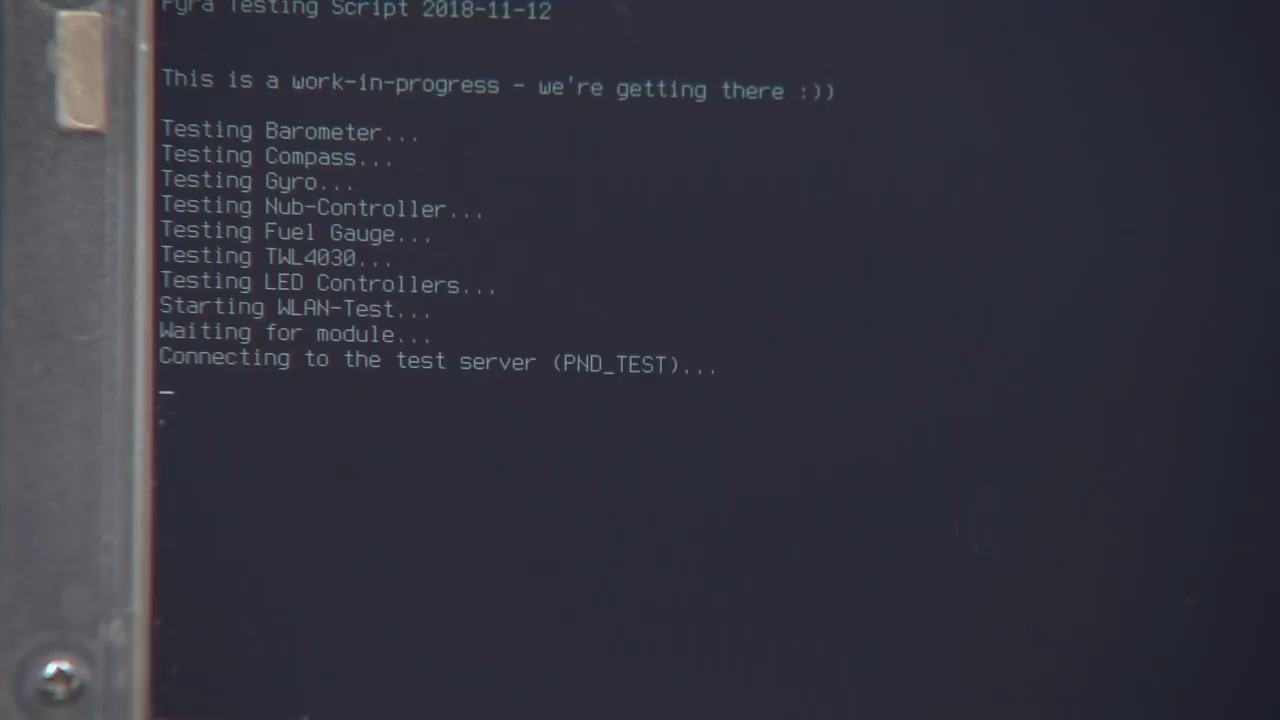 Pyra Testing Script 2018-11-12
This is a work-in-progress - we're getting there :))
Testing Barometer...
Testing Compass...
Testing Gyro...
Testing Nub-Controller...
Testing Fuel Gauge...
Testing TWL4030...
Testing LED Controllers...
Starting WLAN-Test...
Waiting for module...
Connecting to the test server (PND_TEST)...
_